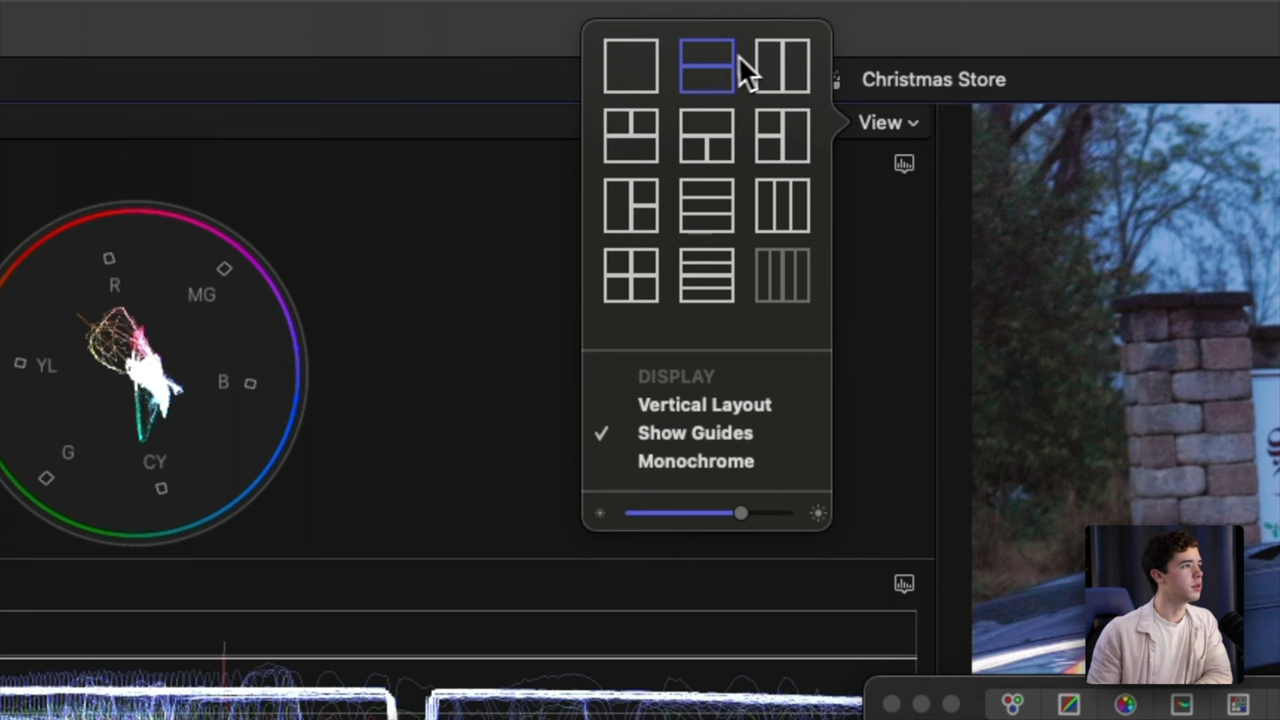 Christmas Store
View
R
MG
YL
B
G
CY
DISPLAY
Vertical Layout
Show Guides
Monochrome